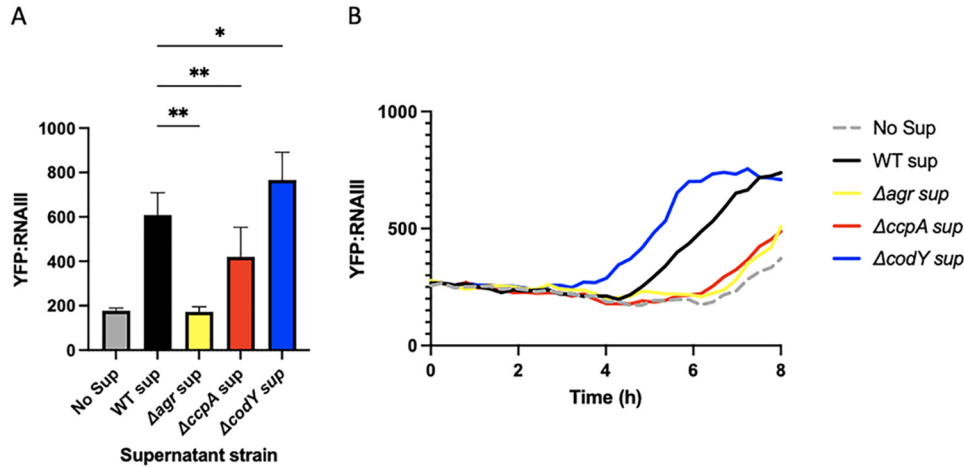 A
*
**
**
1000
800
600
400
200
0
YFP:RNAIII
No Sup
WT sup
Δagr sup
ΔccpA sup
ΔcodY sup
Supernatant strain
B
1000
500
0
YFP:RNAIII
0 2 4 6 8
Time (h)
No Sup
WT sup
Δagr sup
ΔccpA sup
ΔcodY sup